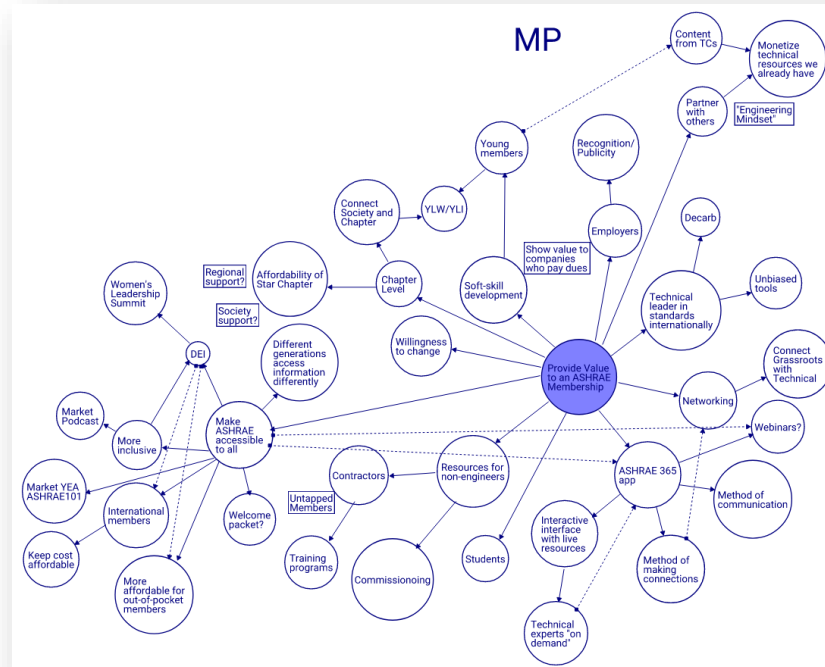 MP
Content
from TCs
Monetize
technical
resources we
already have
Partner
with
others
"Engineering
Mindset"
Young
members
Recognition/
Publicity
Connect
Society and
Chapter
YLW/YLI
Employers
Decarb
Show value to
companies
who pay dues
Regional
support?
Affordability of
Star Chapter
Chapter
Level
Soft-skill
development
Technical
leader in
standards
internationally
Unbiased
tools
Women's
Leadership
Summit
Society
support?
DEI
Different
generations
access
information
differently
Willingness
to change
Provide Value
to an ASHRAE
Membership
Connect
Grassroots
with
Technical
Networking
Market
Podcast
More
inclusive
Make
ASHRAE
accessible
to all
Webinars?
Market YEA
ASHRAE101
International
members
Welcome
packet?
Contractors
Untapped
Members
Resources for
non-engineers
ASHRAE 365
app
Method of
communication
Keep cost
affordable
More
affordable for
out-of-pocket
members
Training
programs
Commissionoing
Students
Interactive
interface
with live
resources
Method of
making
connections
Technical
experts "on
demand"